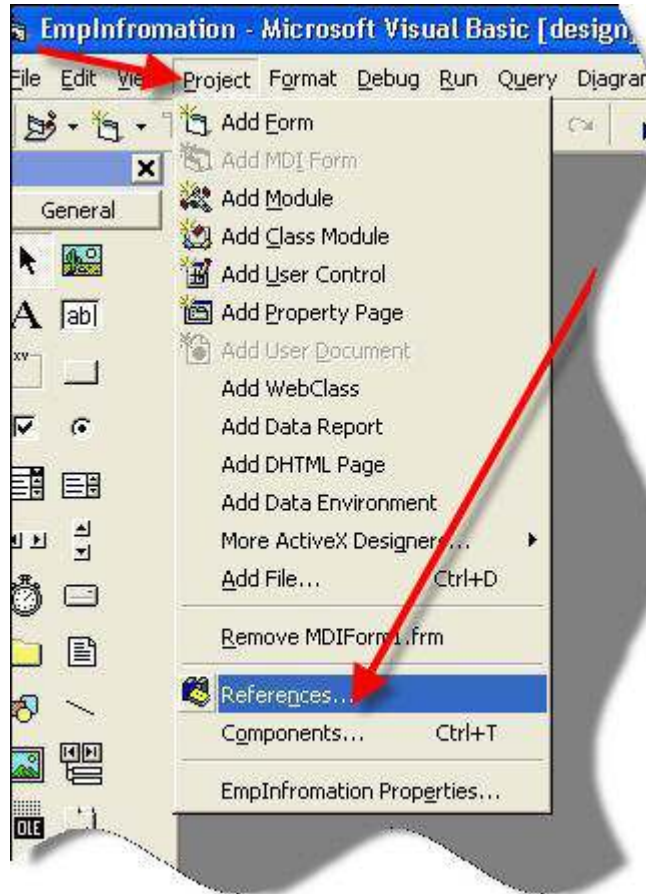 EmpInfromation - Microsoft Visual Basic [design]
File Edit View Project Format Debug Run Query Diagram
General
Add Form
Add MDI Form
Add Module
Add Class Module
Add User Control
Add Property Page
Add User Document
Add WebClass
Add Data Report
Add DHTML Page
Add Data Environment
More ActiveX Designers...
Add File... Ctrl+D
Remove MDIForm1.frm
References...
Components... Ctrl+T
EmpInfromation Properties...
A
ab|
xv
OLE